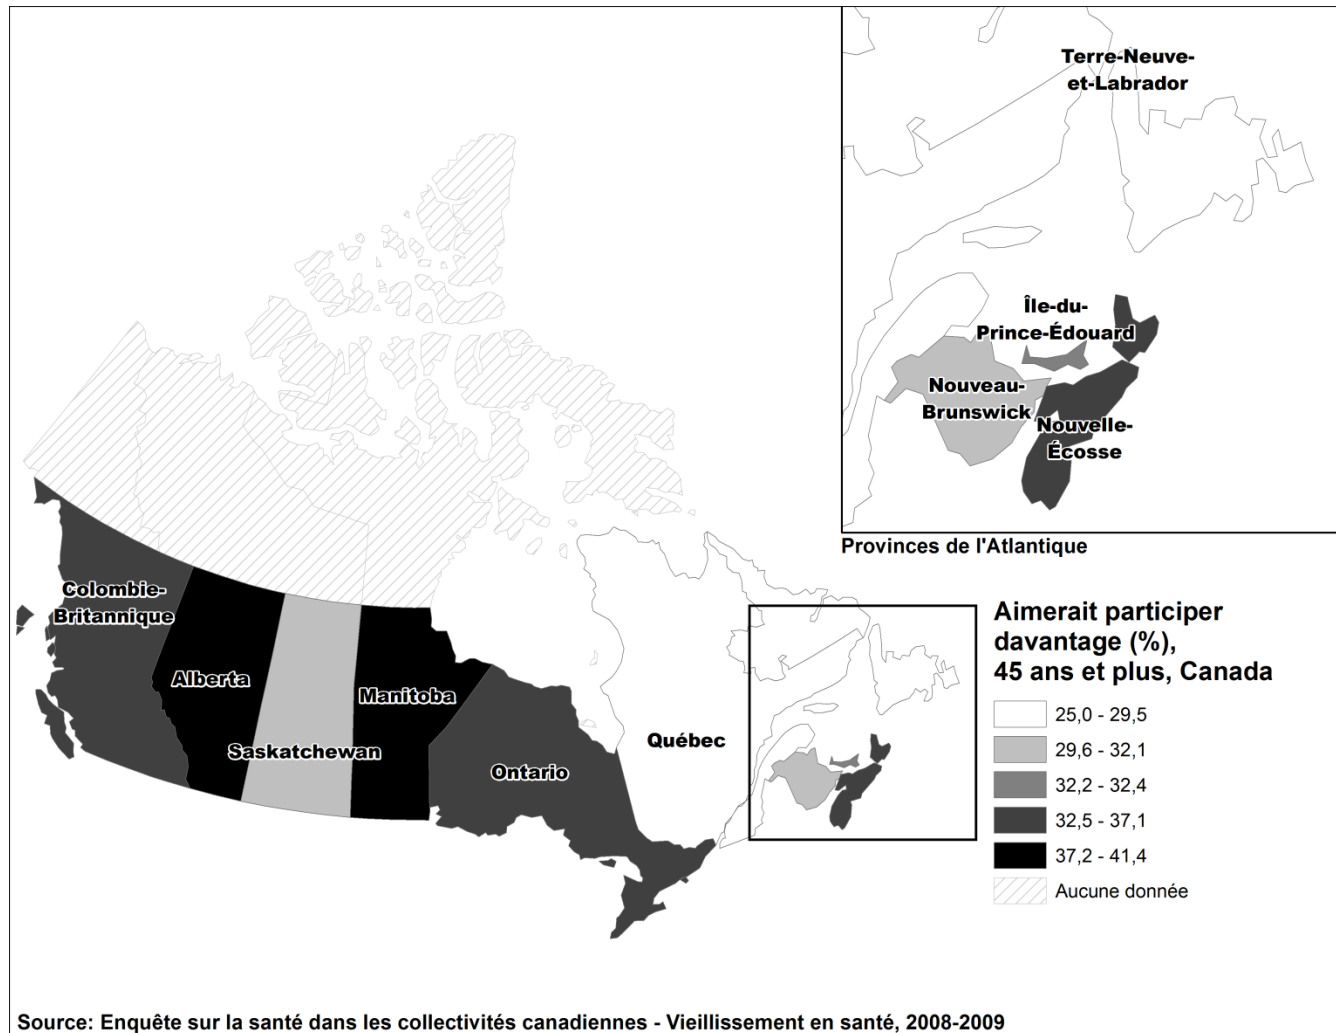 Terre-Neuve-
et-Labrador
Île-du-
Prince-Édouard
Nouveau-
Brunswick
Nouvelle-
Écosse
Provinces de l'Atlantique
Colombie-
Britannique
Alberta
Saskatchewan
Manitoba
Ontario
Québec
Aimerait participer
davantage (%),
45 ans et plus, Canada
25,0 - 29,5
29,6 - 32,1
32,2 - 32,4
32,5 - 37,1
37,2 - 41,4
Aucune donnée
Source: Enquête sur la santé dans les collectivités canadiennes - Vieillissement en santé, 2008-2009